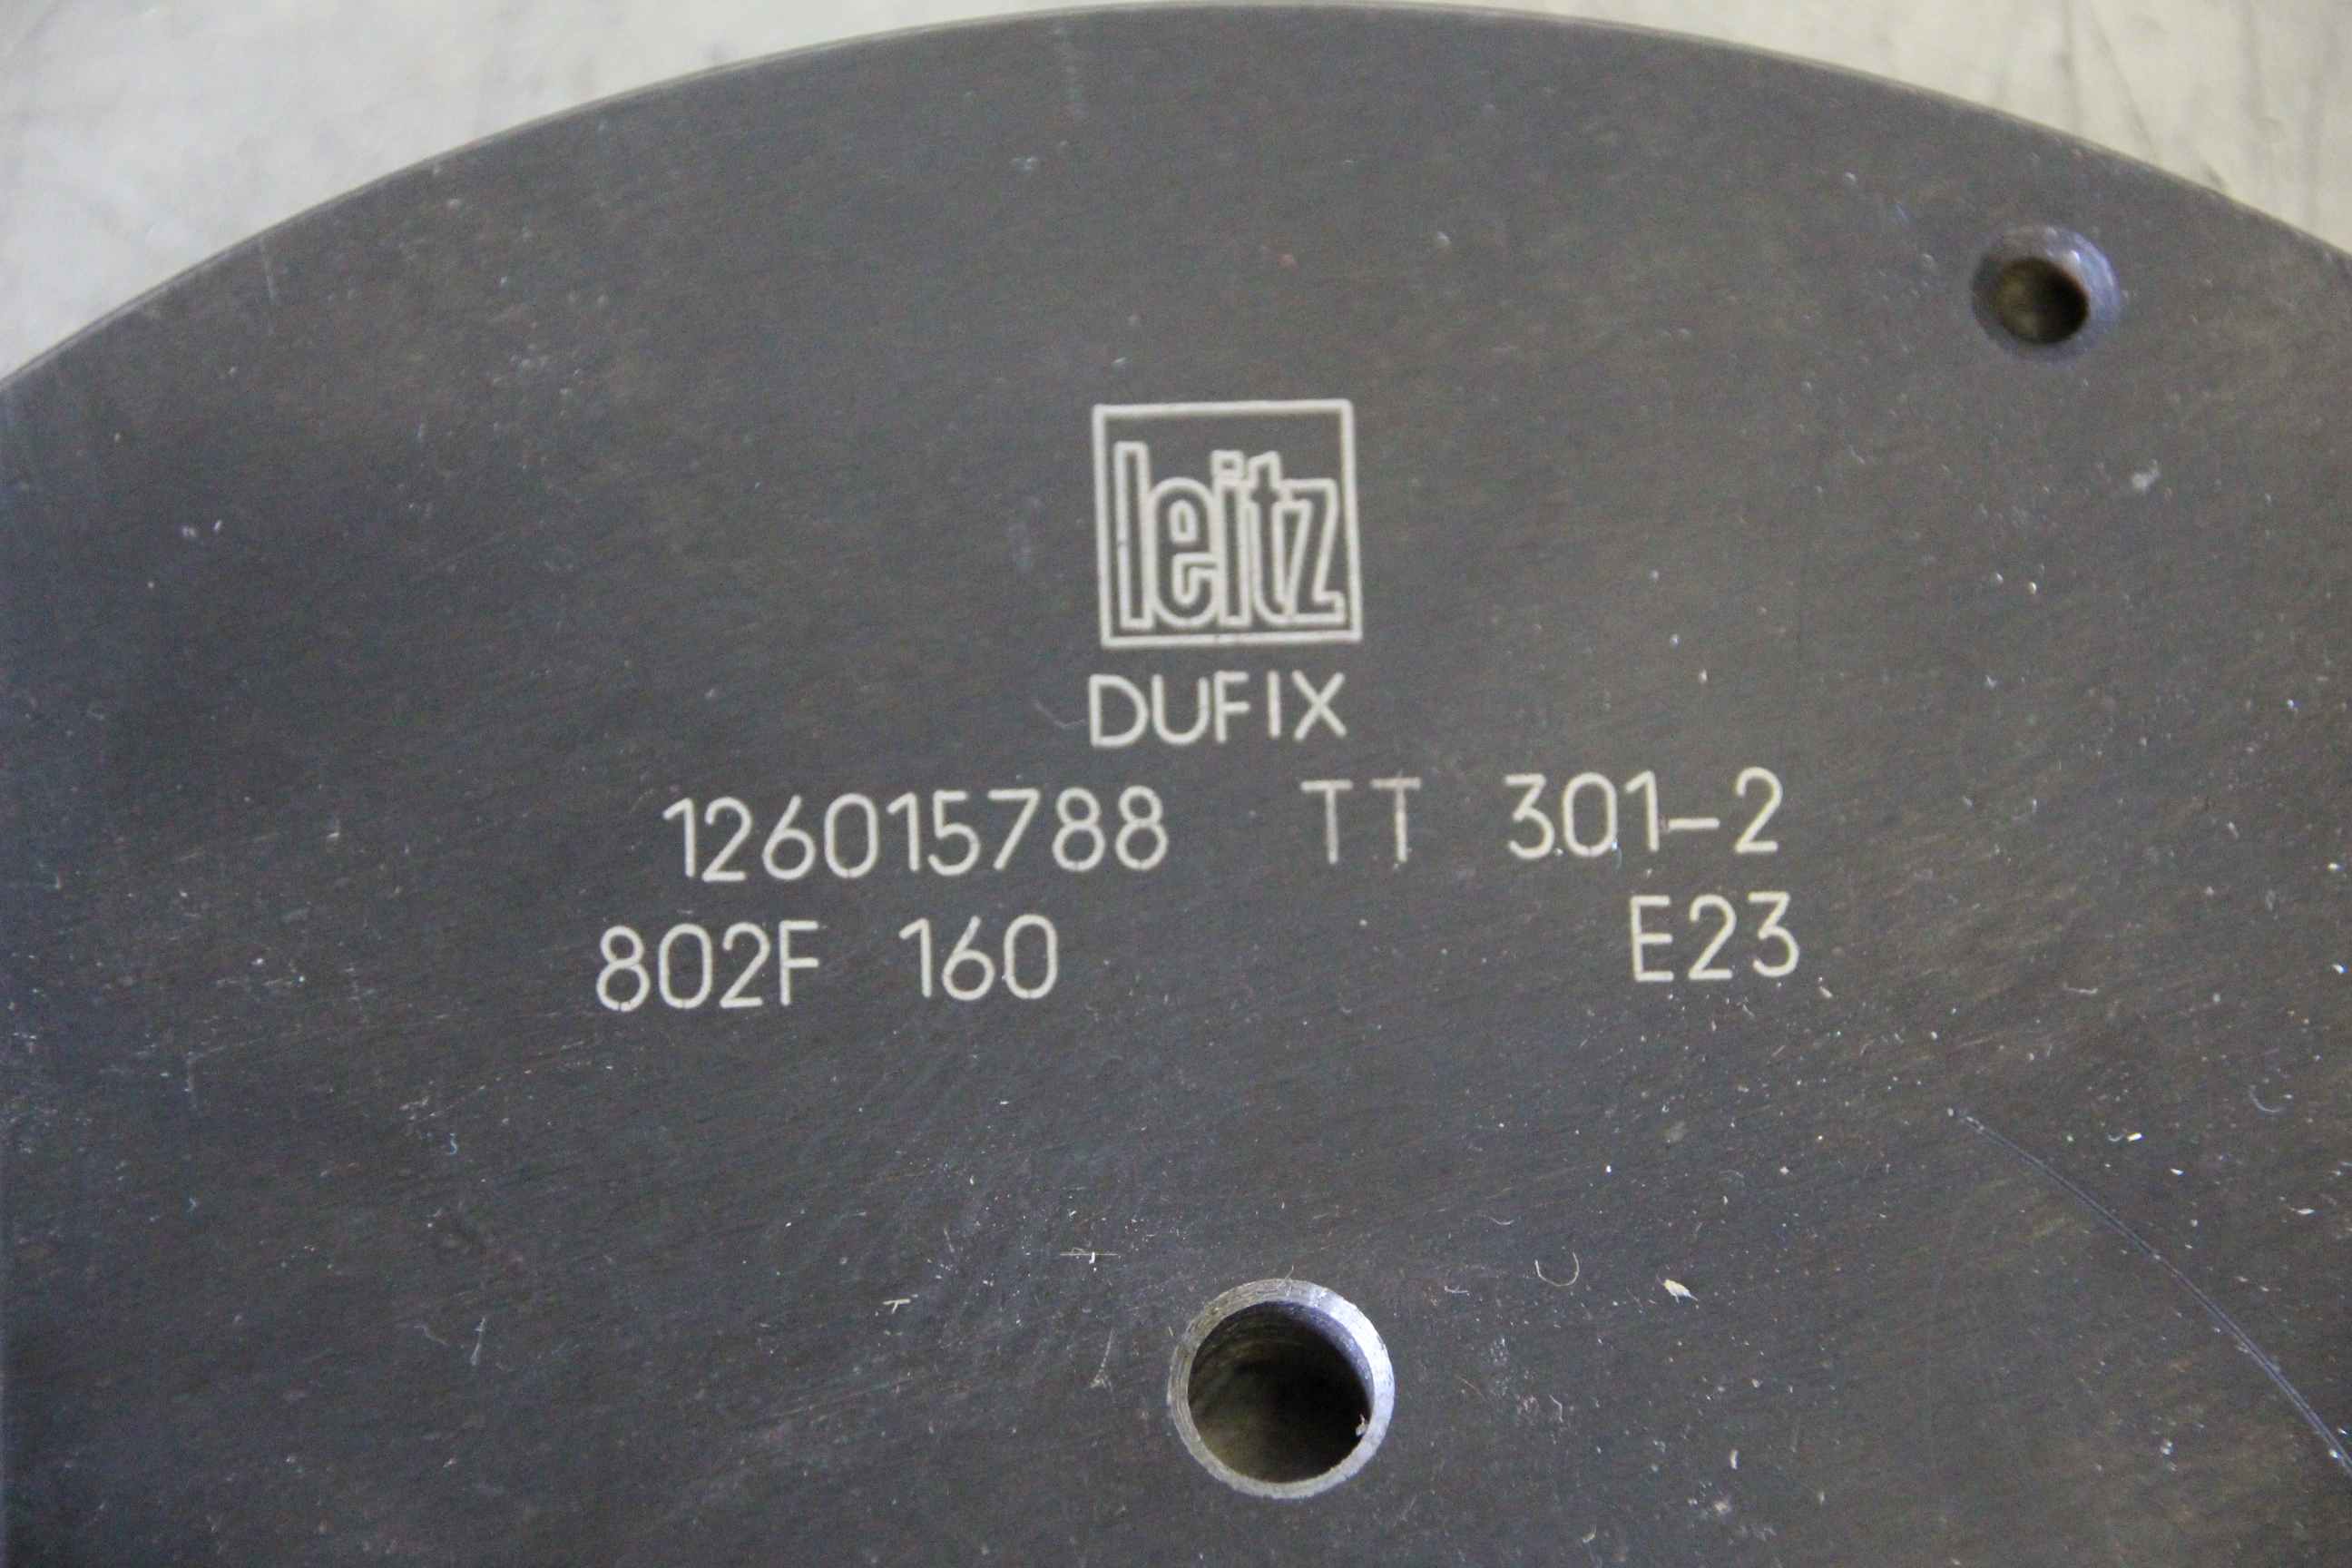 leitz
DUFIX
126015788 TT 301-2
802F 160 E23